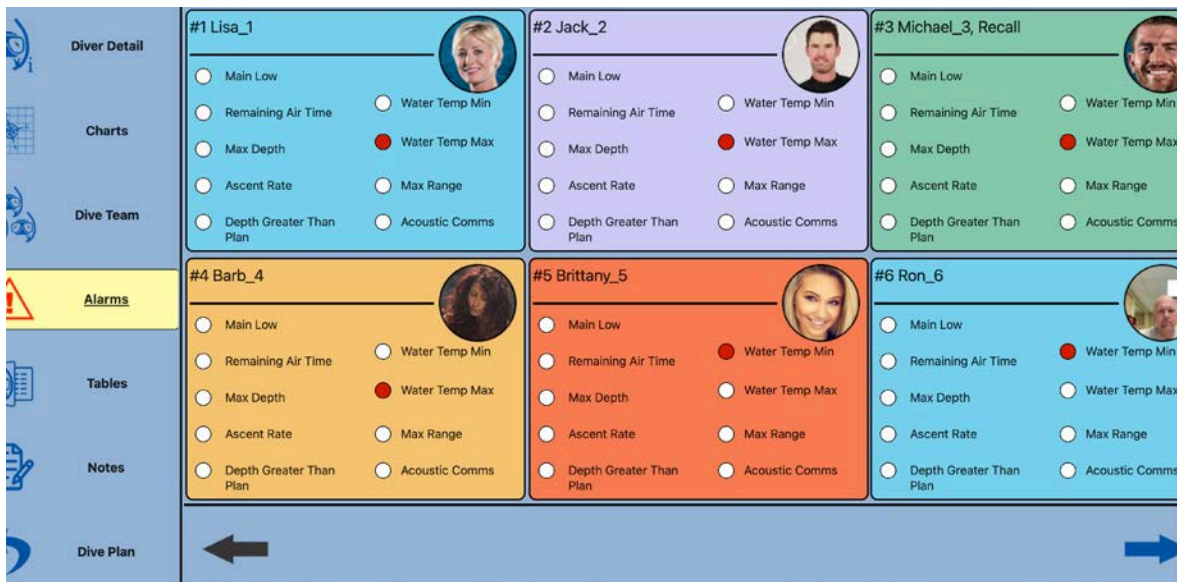 Diver Detail
Charts
Dive Team
Alarms
Tables
Notes
Dive Plan
#1 Lisa_1
Main Low
Remaining Air Time
Max Depth
Ascent Rate
Depth Greater Than
Plan
Water Temp Min
Water Temp Max
Max Range
Acoustic Comms
#2 Jack_2
Main Low
Remaining Air Time
Max Depth
Ascent Rate
Depth Greater Than
Plan
Water Temp Min
Water Temp Max
Max Range
Acoustic Comms
#3 Michael_3, Recall
Main Low
Remaining Air Time
Max Depth
Ascent Rate
Depth Greater Than
Plan
Water Temp Min
Water Temp Max
Max Range
Acoustic Comms
#4 Barb_4
Main Low
Remaining Air Time
Max Depth
Ascent Rate
Depth Greater Than
Plan
Water Temp Min
Water Temp Max
Max Range
Acoustic Comms
#5 Brittany_5
Main Low
Remaining Air Time
Max Depth
Ascent Rate
Depth Greater Than
Plan
Water Temp Min
Water Temp Max
Max Range
Acoustic Comms
#6 Ron_6
Main Low
Remaining Air Time
Max Depth
Ascent Rate
Depth Greater Than
Plan
Water Temp Min
Water Temp Max
Max Range
Acoustic Comms